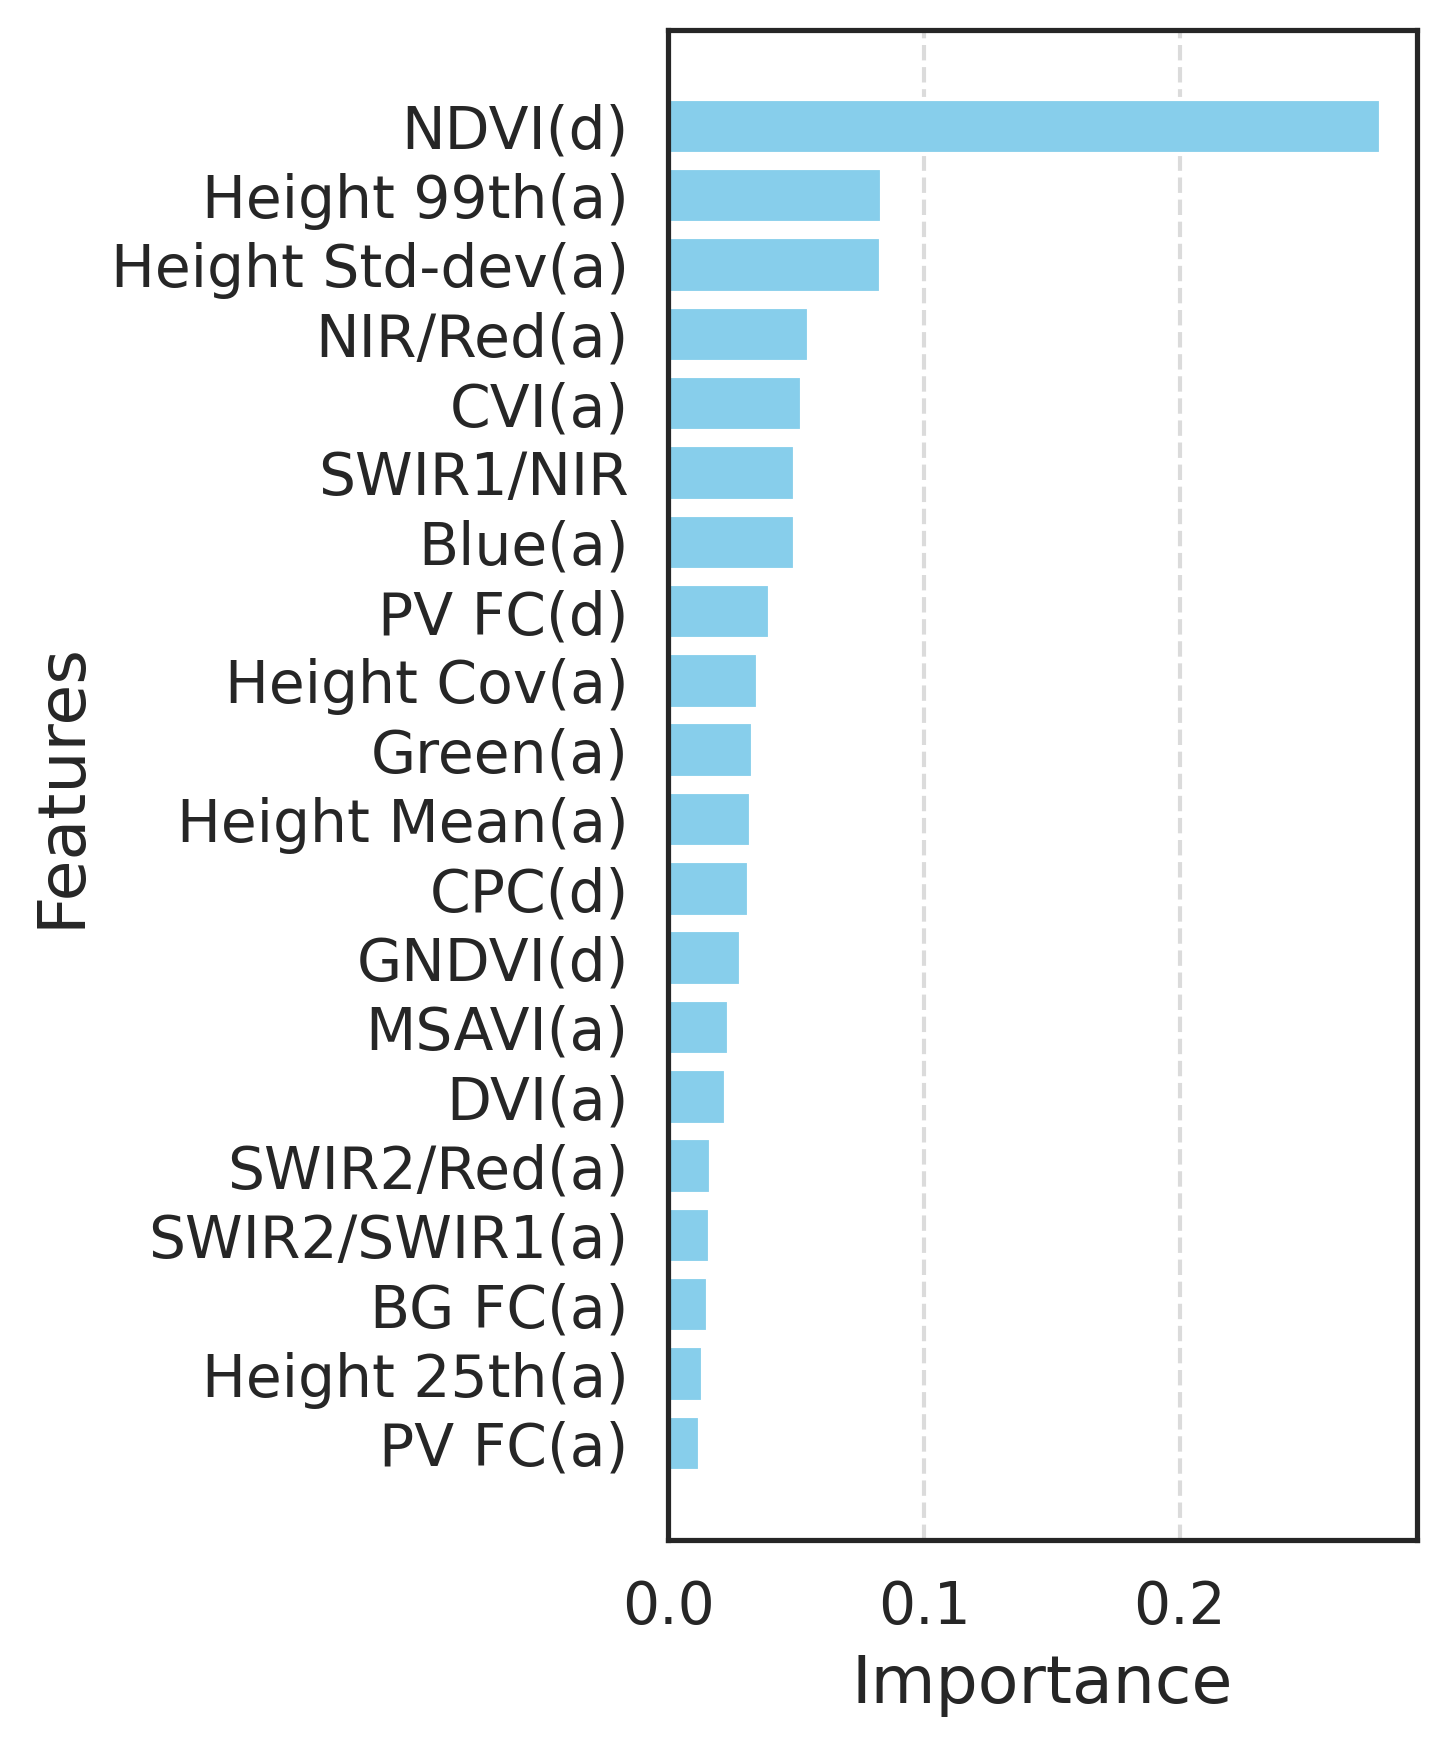 NDVI(d)
Height 99th(a)
Height Std-dev(a)
NIR/Red(a)
CVI(a)
SWIR1/NIR
Blue(a)
PV FC(d)
Height Cov(a)
Green(a)
Height Mean(a)
CPC(d)
GNDVI(d)
MSAVI(a)
DVI(a)
SWIR2/Red(a)
SWIR2/SWIR1(a)
BG FC(a)
Height 25th(a)
PV FC(a)
Features
0.0 0.1 0.2
Importance